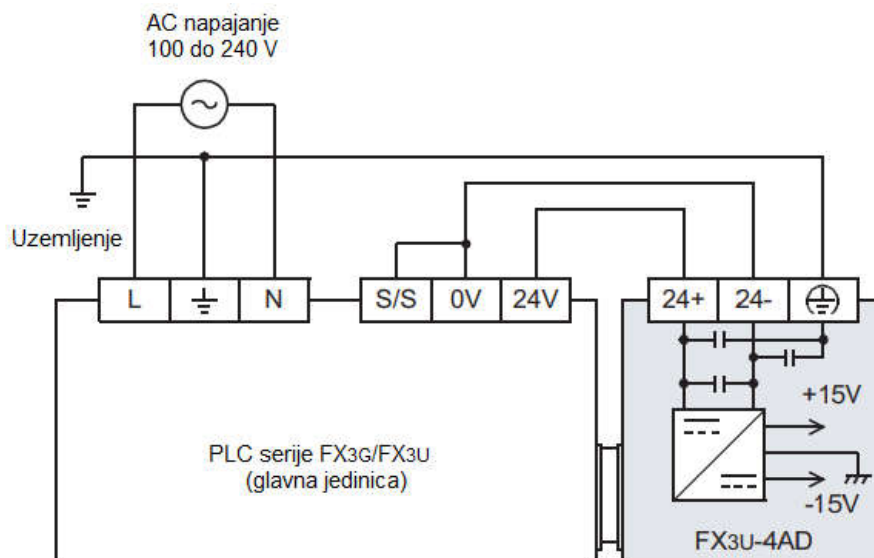 AC napajanje
100 do 240 V
Uzemljenje
L
N
S/S
0V
24V
24+
24-
+15V
PLC serije FX3G/FX3U
(glavna jedinica)
-15V
FX3U-4AD